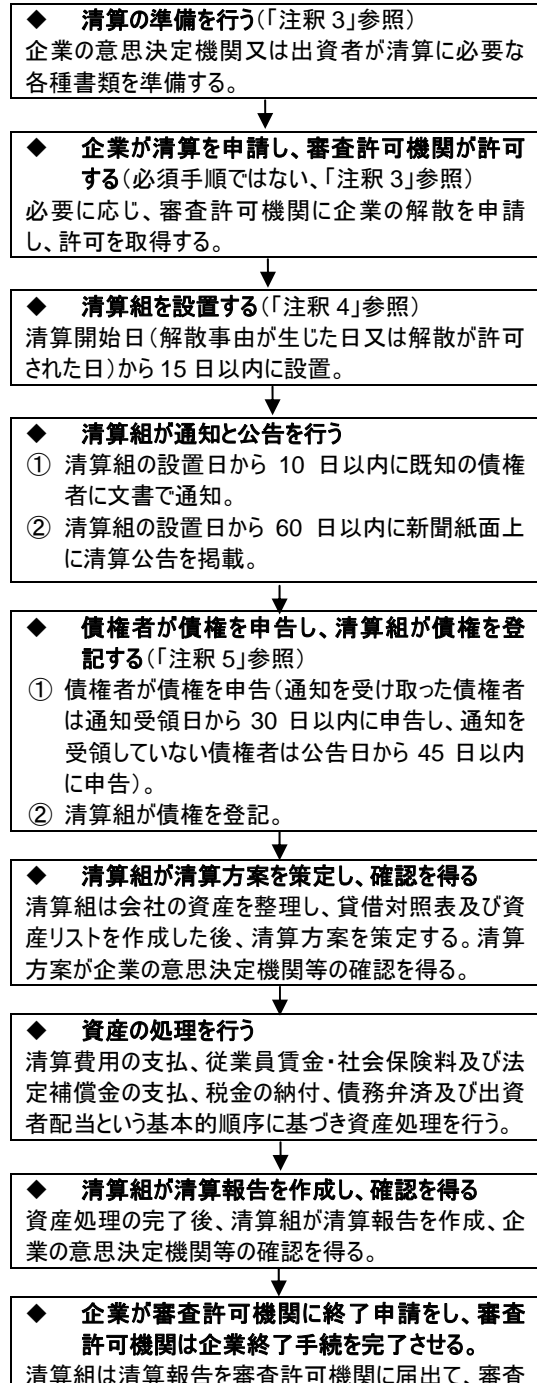 ◆ 清算の準備を行う(「注釈 3」参照)
企業の意思決定機関又は出資者が清算に必要な
各種書類を準備する。
◆ 企業が清算を申請し、審査許可機関が許可
する(必須手順ではない、「注釈 3」参照)
必要に応じ、審査許可機関に企業の解散を申請
し、許可を取得する。
◆ 清算組を設置する(「注釈 4」参照)
清算開始日(解散事由が生じた日又は解散が許可
された日)から 15 日以内に設置。
◆ 清算組が通知と公告を行う
① 清算組の設置日から 10 日以内に既知の債権
者に文書で通知。
② 清算組の設置日から 60 日以内に新聞紙面上
に清算公告を掲載。
◆ 債権者が債権を申告し、清算組が債権を登
記する(「注釈 5」参照)
① 債権者が債権を申告(通知を受け取った債権者
は通知受領日から 30 日以内に申告し、通知を
受領していない債権者は公告日から 45 日以内
に申告)。
② 清算組が債権を登記。
◆ 清算組が清算方案を策定し、確認を得る
清算組は会社の資産を整理し、貸借対照表及び資
産リストを作成した後、清算方案を策定する。清算
方案が企業の意思決定機関等の確認を得る。
◆ 資産の処理を行う
清算費用の支払、従業員賃金・社会保険料及び法
定補償金の支払、税金の納付、債務弁済及び出資
者配当という基本的順序に基づき資産処理を行う。
◆ 清算組が清算報告を作成し、確認を得る
資産処理の完了後、清算組が清算報告を作成、企
業の意思決定機関等の確認を得る。
◆ 企業が審査許可機関に終了申請をし、審査
許可機関は企業終了手続を完了させる。
清算組は清算報告を審査許可機関に届出て、審査